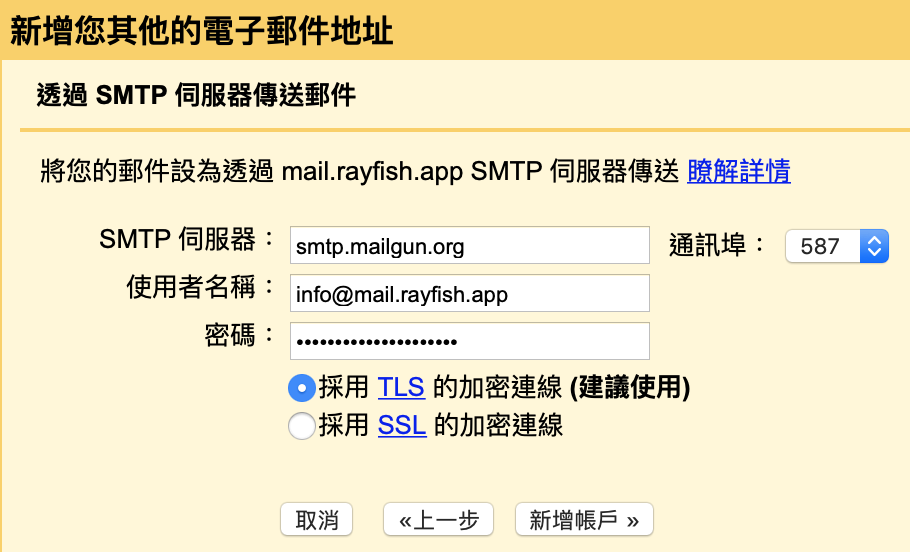 新增您其他的電子郵件地址
透過 SMTP 伺服器傳送郵件
將您的郵件設為透過 mail.rayfish.app SMTP 伺服器傳送 瞭解詳情
SMTP 伺服器： smtp.mailgun.org 通訊埠： 587
使用者名稱： info@mail.rayfish.app
密碼： •••••••••••••••••••••
採用 TLS 的加密連線 (建議使用)
採用 SSL 的加密連線
取消 «上一步 新增帳戶 »